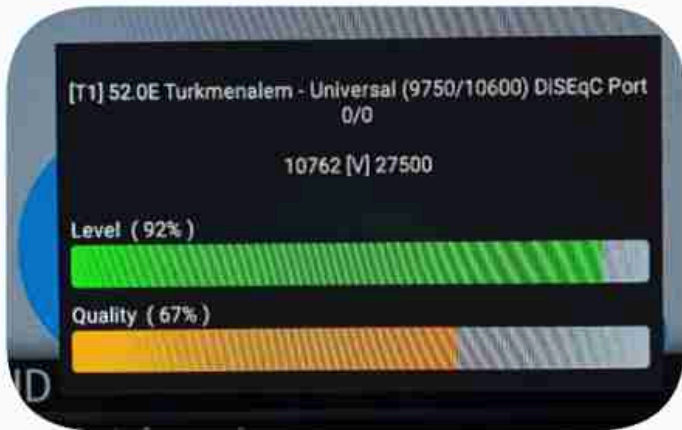 [T1] 52.0E Turkmenalem - Universal (9750/10600) DiSEqC Port
0/0
10762 [V] 27500
Level ( 92% )
Quality ( 67% )